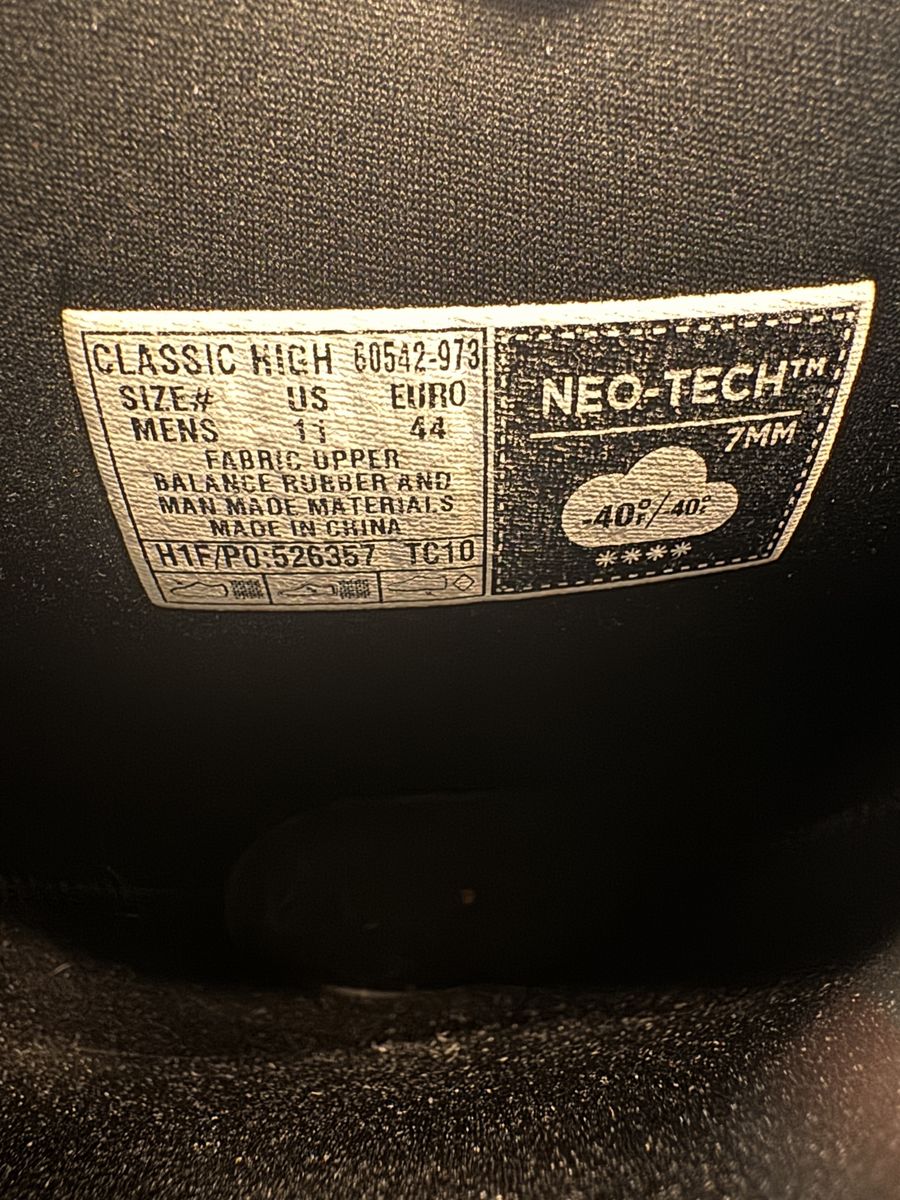 CLASSIC HIGH 60542-973
SIZE# US EURO
MENS 11 44
FABRIC UPPER
BALANCE RUBBER AND
MAN MADE MATERIALS
MADE IN CHINA
H1F/PO:526357 TC10
NEO-TECH™
7MM
-40°F/-40°C